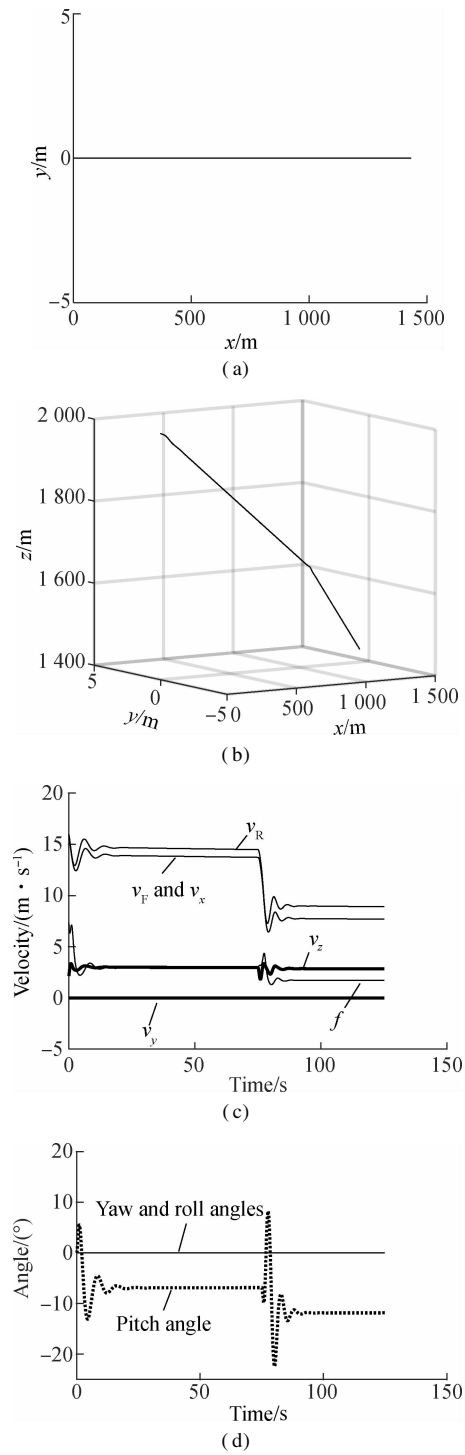 5
0
−5
y/m
0 500 1 000 1 500
x/m
(a)
2 000
1 800
1 600
1 400
z/m
5 0 −5 0 500 1 000 1 500
y/m x/m
(b)
20
15
10
5
0
−5
Velocity/(m·s⁻¹)
v_R
v_F and v_x
v_z
v_y
f
0 50 100 150
Time/s
(c)
20
10
0
−10
−20
Angle/(°)
Yaw and roll angles
Pitch angle
0 50 100 150
Time/s
(d)